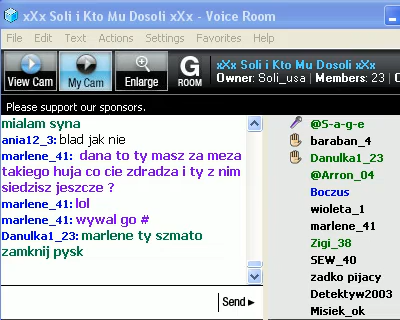 xXx Soli i Kto Mu Dosoli xXx - Voice Room
File Edit Text Actions Settings Favorites Help
View Cam My Cam Enlarge G ROOM
xXx Soli i Kto Mu Dosoli xXx
Owner: Soli_usa | Members: 23 |
Please support our sponsors.
mialam syna
ania12_3: blad jak nie
marlene_41: dana to ty masz za meza
takiego huja co cie zdradza i ty z nim
siedzisz jeszcze ?
marlene_41: lol
marlene_41: wywal go #
Danulka1_23: marlene ty szmato
zamknij pysk
Send
@S-a-g-e
baraban_4
Danulka1_23
@Arron_04
Boczus
wioleta_1
marlene_41
Zigi_38
SEW_40
zadko pijacy
Detektyw2003
Misiek_ok